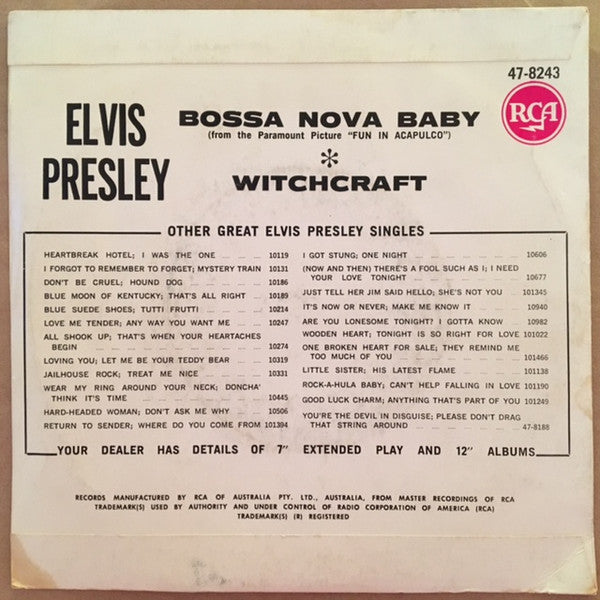 47-8243
ELVIS
PRESLEY
BOSSA NOVA BABY
(from the Paramount Picture "FUN IN ACAPULCO")
*
WITCHCRAFT
RCA
OTHER GREAT ELVIS PRESLEY SINGLES
HEARTBREAK HOTEL; I WAS THE ONE 10119
I FORGOT TO REMEMBER TO FORGET; MYSTERY TRAIN 10131
DON'T BE CRUEL; HOUND DOG 10186
BLUE MOON OF KENTUCKY; THAT'S ALL RIGHT 10189
BLUE SUEDE SHOES; TUTTI FRUTTI 10214
LOVE ME TENDER; ANY WAY YOU WANT ME 10247
ALL SHOOK UP; THAT'S WHEN YOUR HEARTACHES
BEGIN 10274
LOVING YOU; LET ME BE YOUR TEDDY BEAR 10319
JAILHOUSE ROCK; TREAT ME NICE 10331
WEAR MY RING AROUND YOUR NECK; DONCHA'
THINK IT'S TIME 10445
HARD-HEADED WOMAN; DON'T ASK ME WHY 10506
RETURN TO SENDER; WHERE DO YOU COME FROM 101394
I GOT STUNG; ONE NIGHT 10606
(NOW AND THEN) THERE'S A FOOL SUCH AS I; I NEED
YOUR LOVE TONIGHT 10677
JUST TELL HER JIM SAID HELLO; SHE'S NOT YOU 101345
IT'S NOW OR NEVER; MAKE ME KNOW IT 10940
ARE YOU LONESOME TONIGHT? I GOTTA KNOW 10982
WOODEN HEART; TONIGHT IS SO RIGHT FOR LOVE 101022
ONE BROKEN HEART FOR SALE; THEY REMIND ME
TOO MUCH OF YOU 101466
LITTLE SISTER; HIS LATEST FLAME 101138
ROCK-A-HULA BABY; CAN'T HELP FALLING IN LOVE 101190
GOOD LUCK CHARM; ANYTHING THAT'S PART OF YOU 101249
YOU'RE THE DEVIL IN DISGUISE; PLEASE DON'T DRAG
THAT STRING AROUND 47-8188
YOUR DEALER HAS DETAILS OF 7" EXTENDED PLAY AND 12" ALBUMS
RECORDS MANUFACTURED BY RCA OF AUSTRALIA PTY. LTD., AUSTRALIA, FROM MASTER RECORDINGS OF RCA
TRADEMARK(S) USED BY AUTHORITY AND UNDER CONTROL OF RADIO CORPORATION OF AMERICA (RCA)
TRADEMARK(S) (R) REGISTERED